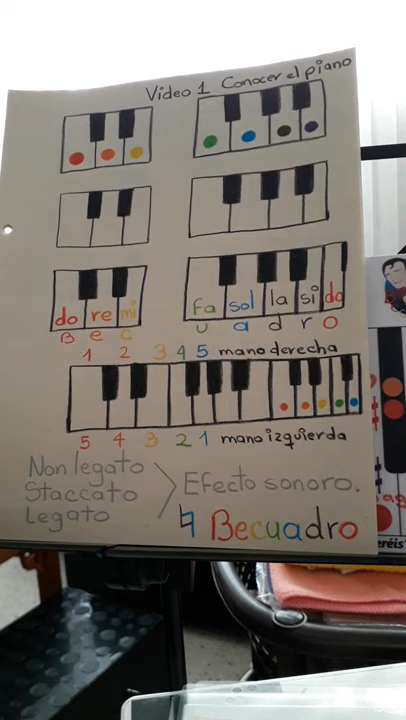 Video 1 Conocer el piano
do re mi fa sol la si do
B e c u a d r o
1 2 3 4 5 mano derecha
5 4 3 2 1 mano izquierda
Non legato
Staccato
Legato
Efecto sonoro.
♮ Becuadro